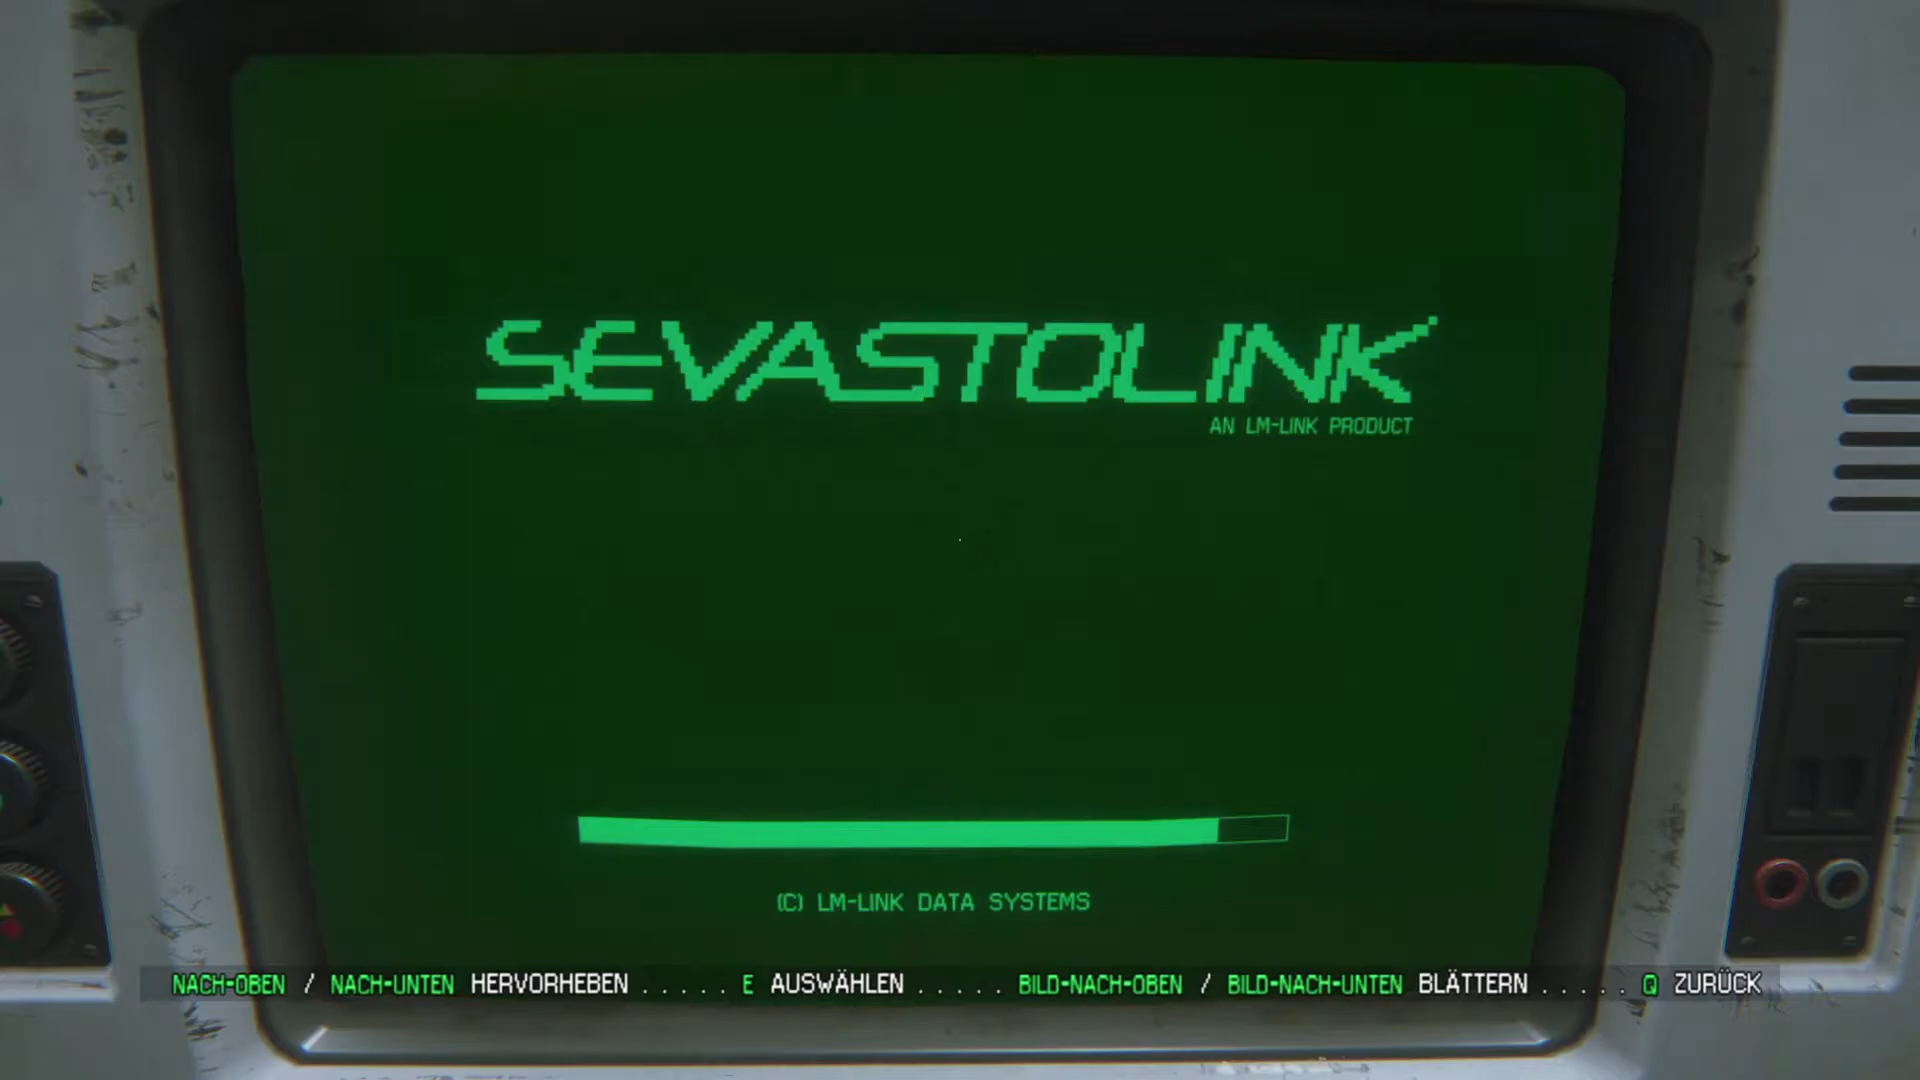 SEVASTOLINK
AN LM-LINK PRODUCT
(C) LM-LINK DATA SYSTEMS
NACH-OBEN / NACH-UNTEN HERVORHEBEN ..... E AUSWÄHLEN ..... BILD-NACH-OBEN / BILD-NACH-UNTEN BLÄTTERN ..... Q ZURÜCK